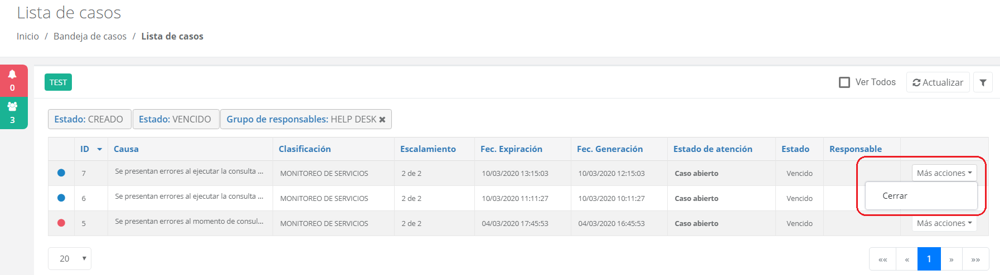 Lista de casos
Inicio / Bandeja de casos / Lista de casos
0
3
TEST
Ver Todos Actualizar
Estado: CREADO Estado: VENCIDO Grupo de responsables: HELP DESK ✖
ID Causa Clasificación Escalamiento Fec. Expiración Fec. Generación Estado de atención Estado Responsable
7 Se presentan errores al ejecutar la consulta ... MONITOREO DE SERVICIOS 2 de 2 10/03/2020 13:15:03 10/03/2020 12:15:03 Caso abierto Vencido Más acciones
6 Se presentan errores al ejecutar la consulta ... MONITOREO DE SERVICIOS 2 de 2 10/03/2020 11:11:27 10/03/2020 10:11:27 Caso abierto Vencido Cerrar
5 Se presentan errores al momento de consul... MONITOREO DE SERVICIOS 2 de 2 04/03/2020 17:45:53 04/03/2020 16:45:53 Caso abierto Vencido Más acciones
20 «« « 1 » »»